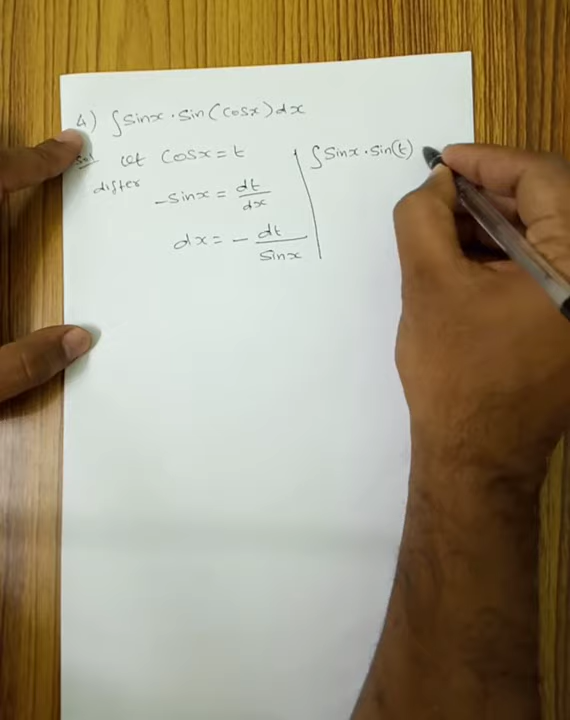 4) ∫sinx·sin(cosx)dx
Sol let cosx=t
differ
-sinx = dt/dx
dx = - dt/sinx
∫sinx·sin(t)